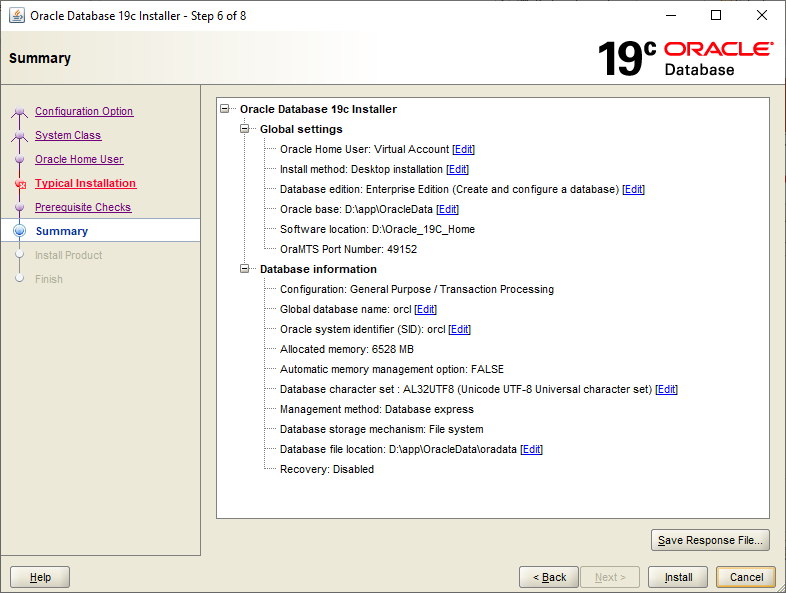 Oracle Database 19c Installer - Step 6 of 8
Summary
19c ORACLE
Database
Configuration Option
System Class
Oracle Home User
Typical Installation
Prerequisite Checks
Summary
Install Product
Finish
Oracle Database 19c Installer
Global settings
Oracle Home User: Virtual Account [Edit]
Install method: Desktop installation [Edit]
Database edition: Enterprise Edition (Create and configure a database) [Edit]
Oracle base: D:\app\OracleData [Edit]
Software location: D:\Oracle_19C_Home
OraMTS Port Number: 49152
Database information
Configuration: General Purpose / Transaction Processing
Global database name: orcl [Edit]
Oracle system identifier (SID): orcl [Edit]
Allocated memory: 6528 MB
Automatic memory management option: FALSE
Database character set : AL32UTF8 (Unicode UTF-8 Universal character set) [Edit]
Management method: Database express
Database storage mechanism: File system
Database file location: D:\app\OracleData\oradata [Edit]
Recovery: Disabled
Save Response File...
Help
< Back
Next >
Install
Cancel